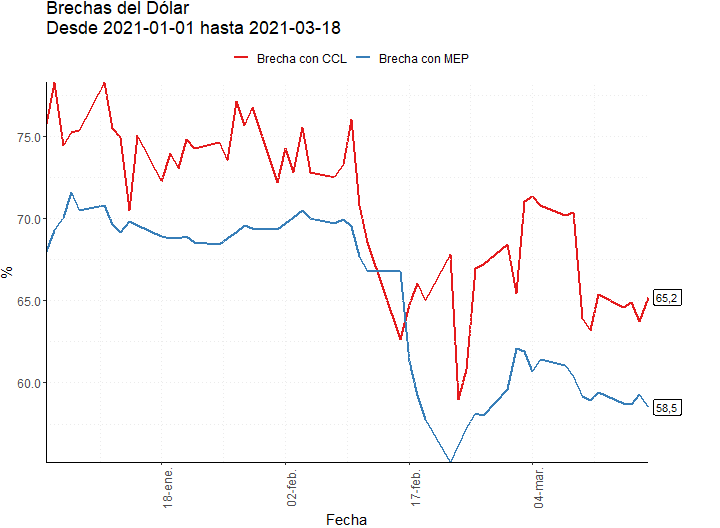 Brechas del Dólar
Desde 2021-01-01 hasta 2021-03-18
Brecha con CCL
Brecha con MEP
75.0
70.0
65.0
60.0
%
65,2
58,5
18-ene.
02-feb.
17-feb.
04-mar.
Fecha